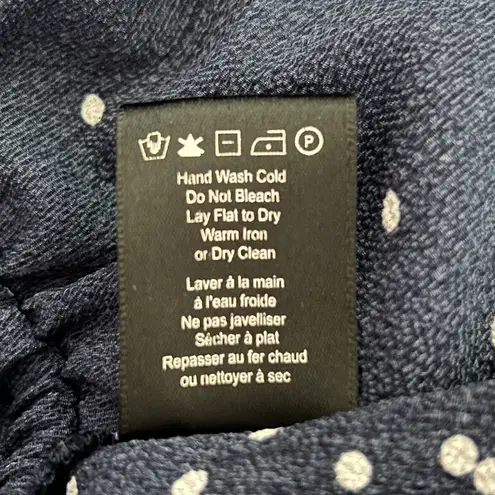 P
Hand Wash Cold
Do Not Bleach
Lay Flat to Dry
Warm Iron
or Dry Clean
Laver à la main
à l'eau froide
Ne pas javelliser
Sécher à plat
Repasser au fer chaud
ou nettoyer à sec